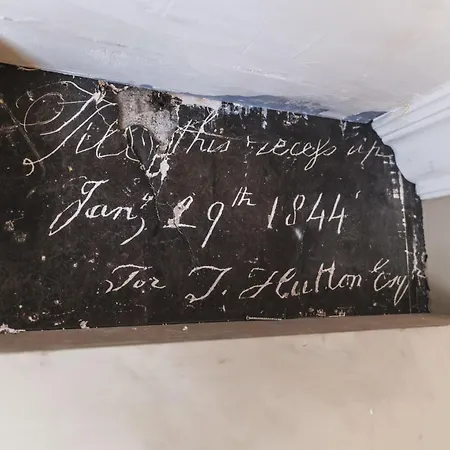 this recess up
Jany 29th 1844
For T. Hutton Esqr